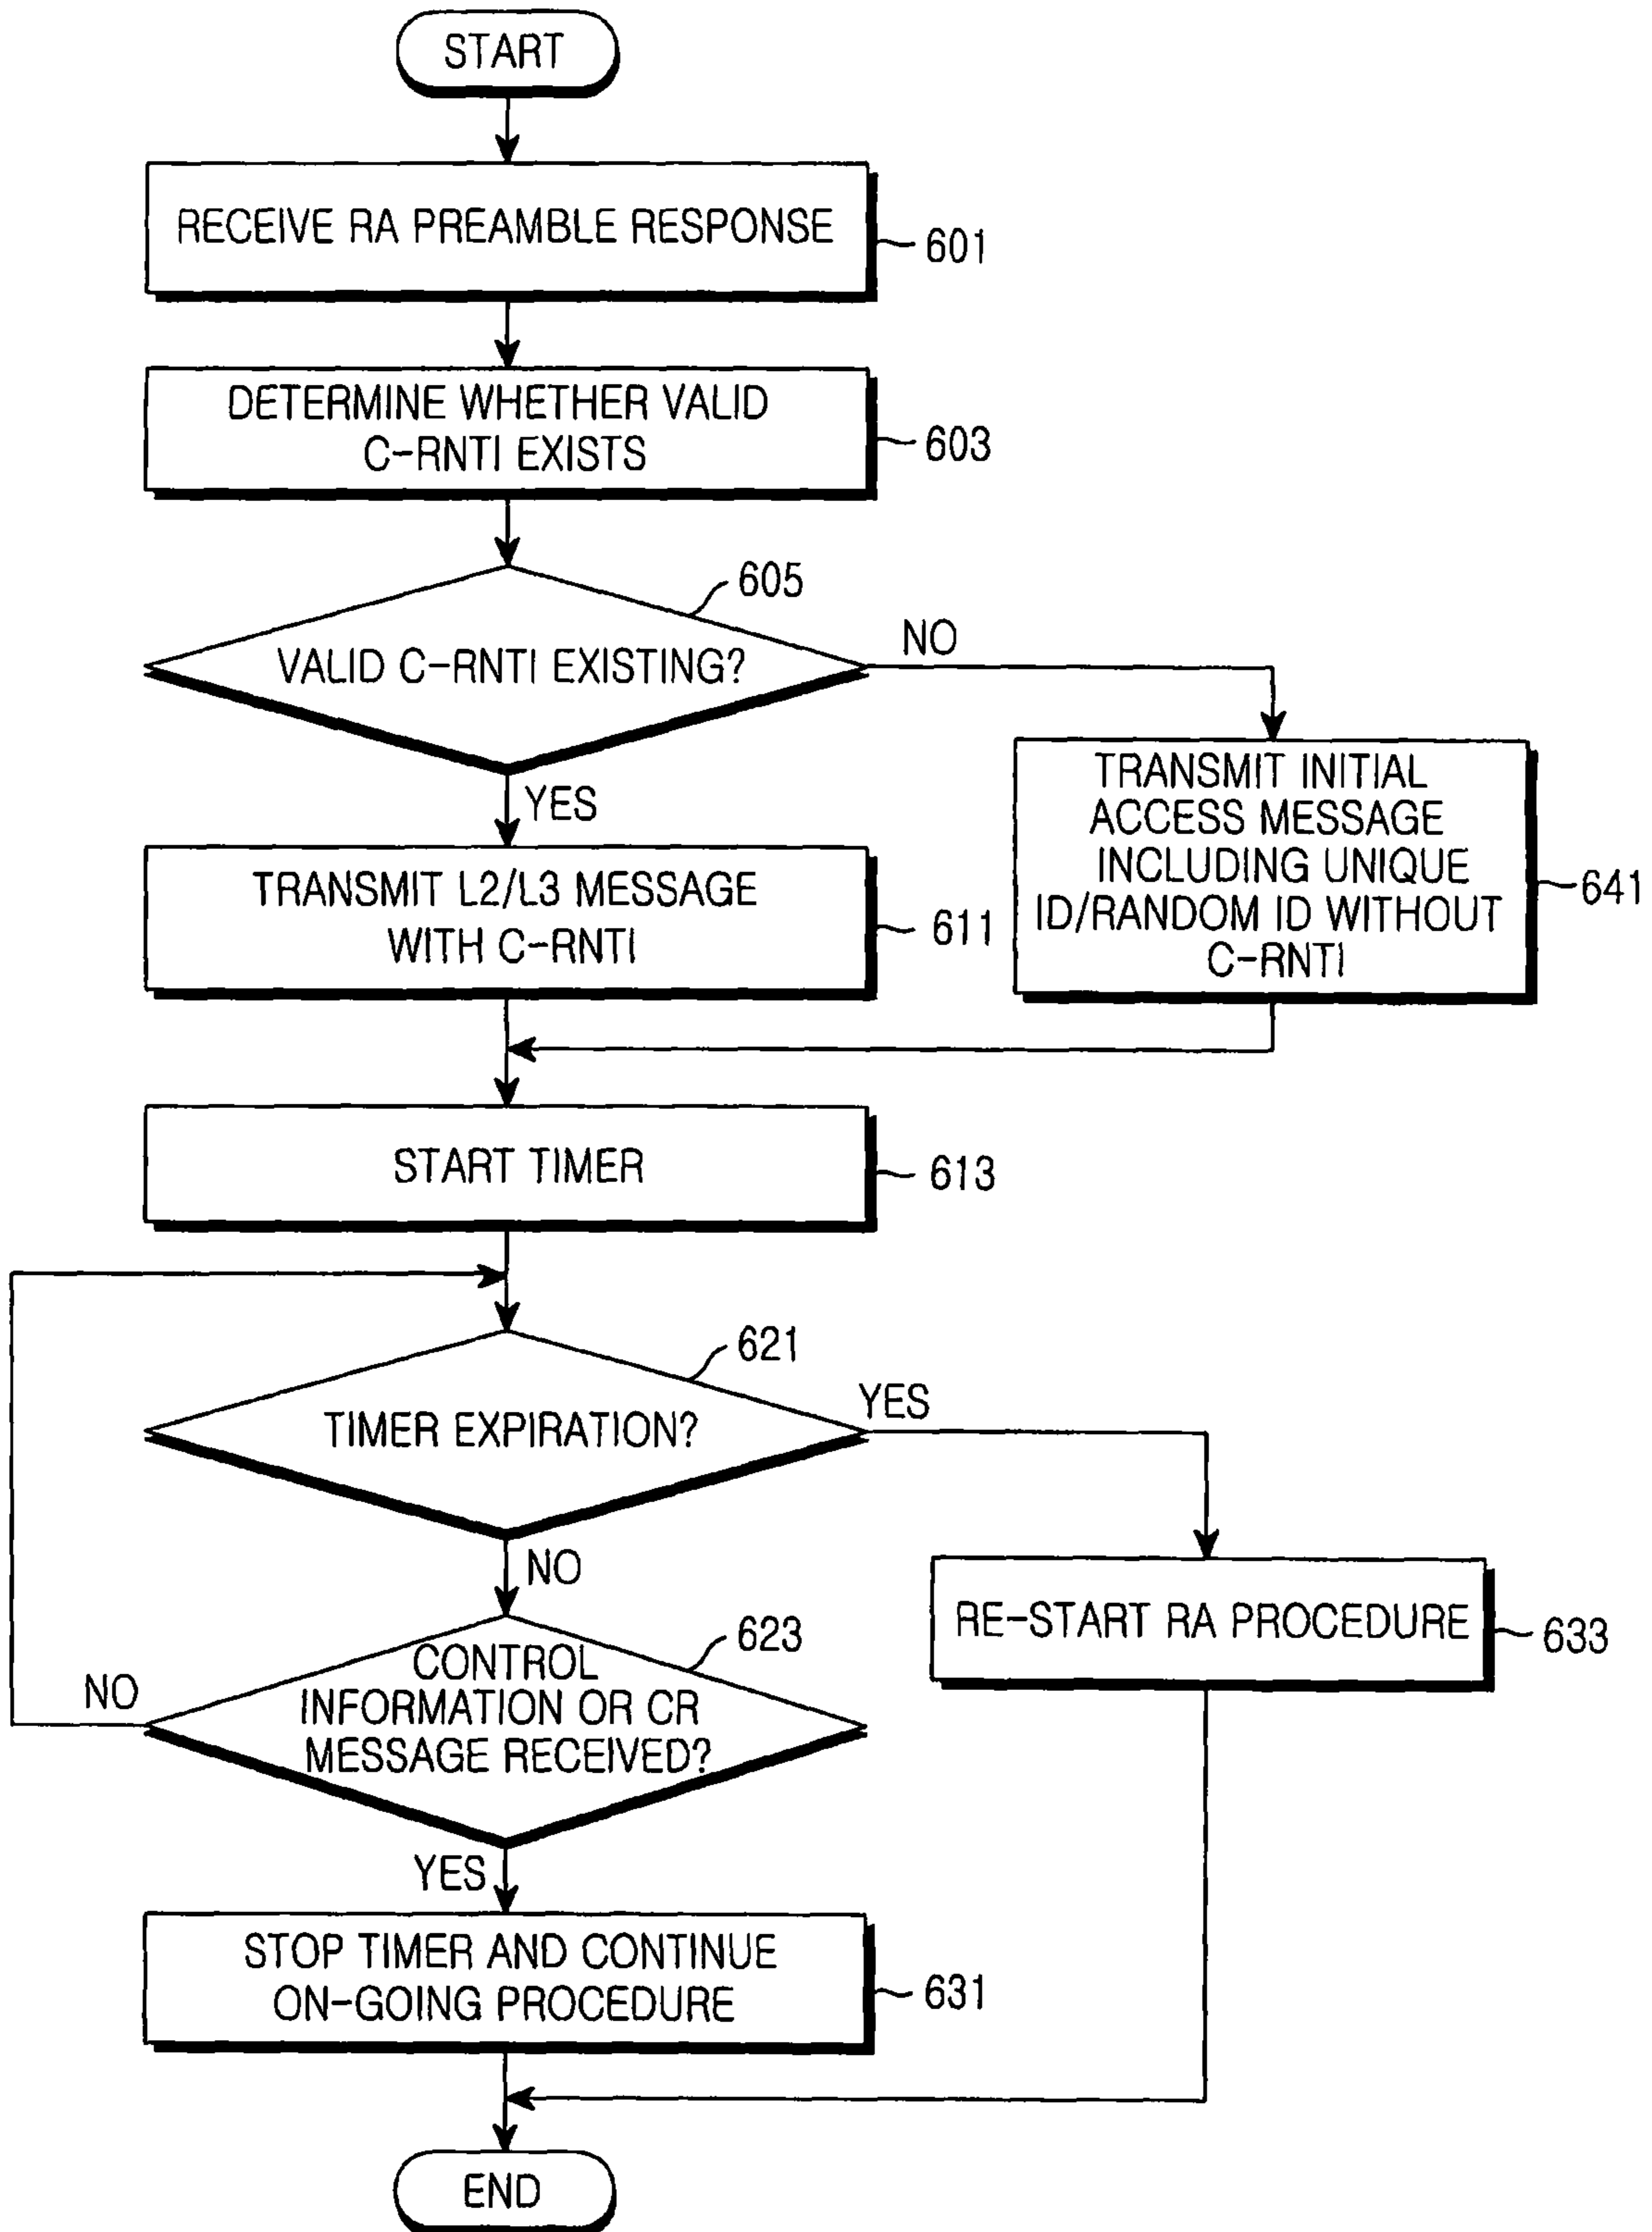 START
RECEIVE RA PREAMBLE RESPONSE
601
DETERMINE WHETHER VALID
C-RNTI EXISTS
603
605
VALID C-RNTI EXISTING?
NO
YES
TRANSMIT L2/L3 MESSAGE
WITH C-RNTI
611
TRANSMIT INITIAL
ACCESS MESSAGE
INCLUDING UNIQUE
ID/RANDOM ID WITHOUT
C-RNTI
641
START TIMER
613
621
TIMER EXPIRATION?
YES
NO
RE-START RA PROCEDURE
633
623
CONTROL
INFORMATION OR CR
MESSAGE RECEIVED?
NO
YES
STOP TIMER AND CONTINUE
ON-GOING PROCEDURE
631
END